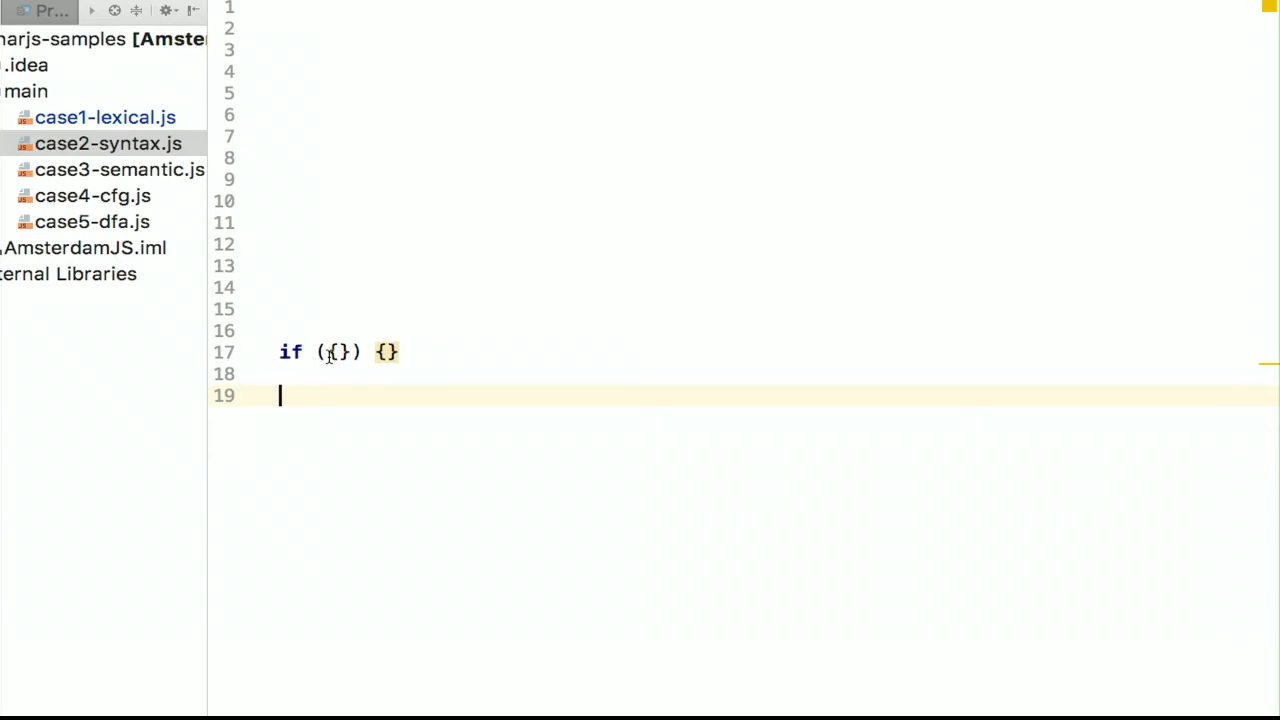 Pr...
narjs-samples [Amste
.idea
main
case1-lexical.js
case2-syntax.js
case3-semantic.js
case4-cfg.js
case5-dfa.js
AmsterdamJS.iml
ternal Libraries
1
2
3
4
5
6
7
8
9
10
11
12
13
14
15
16
17 if ({}) {}
18
19